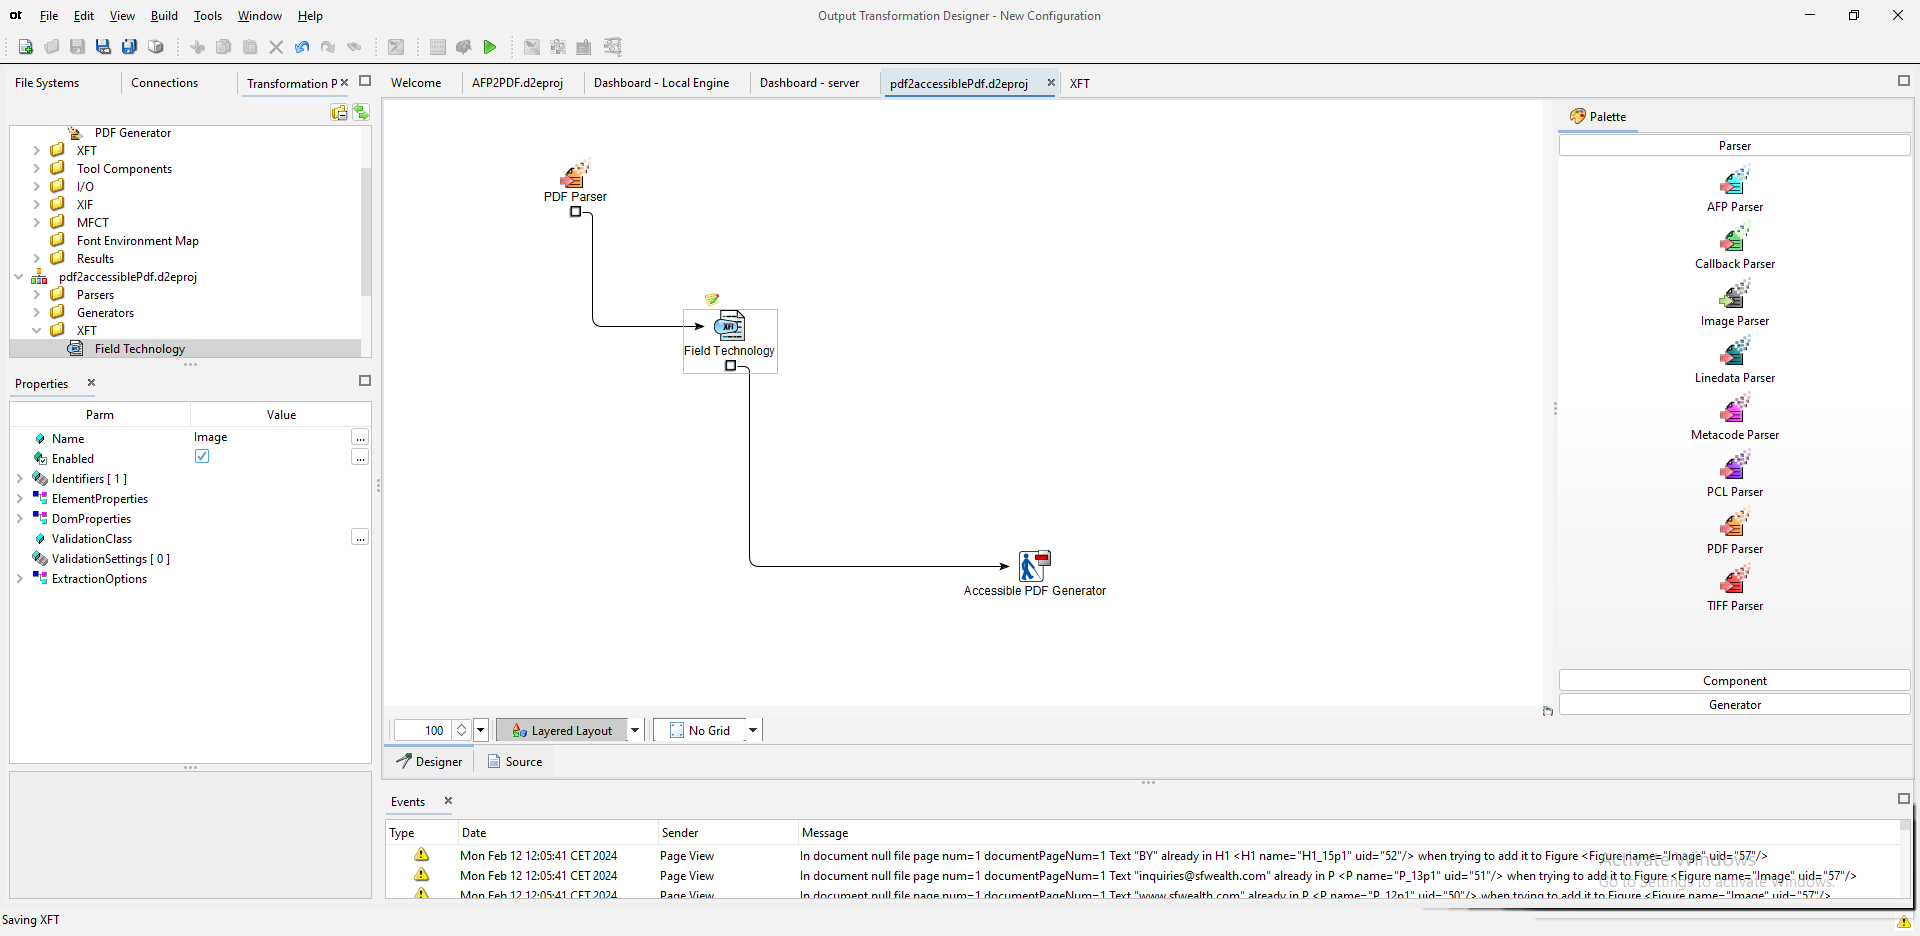 ot File Edit View Build Tools Window Help
Output Transformation Designer - New Configuration
File Systems
Connections
Transformation P
Welcome
AFP2PDF.d2eproj
Dashboard - Local Engine
Dashboard - server
pdf2accessiblePdf.d2eproj
XFT
PDF Generator
XFT
Tool Components
I/O
XIF
MFCT
Font Environment Map
Results
pdf2accessiblePdf.d2eproj
Parsers
Generators
XFT
Field Technology
Properties
Parm Value
Name Image ...
Enabled ...
Identifiers [ 1 ]
ElementProperties
DomProperties
ValidationClass ...
ValidationSettings [ 0 ]
ExtractionOptions
PDF Parser
XFT
Field Technology
Accessible PDF Generator
Palette
Parser
AFP Parser
Callback Parser
Image Parser
Linedata Parser
Metacode Parser
PCL Parser
PDF Parser
TIFF Parser
Component
Generator
100
Layered Layout
No Grid
Designer
Source
Events
Type Date Sender Message
Mon Feb 12 12:05:41 CET 2024 Page View In document null file page num=1 documentPageNum=1 Text "BY" already in H1 <H1 name="H1_15p1" uid="52"/> when trying to add it to Figure <Figure name="Image" uid="57"/>
Mon Feb 12 12:05:41 CET 2024 Page View In document null file page num=1 documentPageNum=1 Text "inquiries@sfwealth.com" already in P <P name="P_13p1" uid="51"/> when trying to add it to Figure <Figure name="Image" uid="57"/>
Mon Feb 12 12:05:41 CET 2024 Page View In document null file page num=1 documentPageNum=1 Text "www.sfwealth.com" already in P <P name="P_12p1" uid="50"/> when trying to add it to Figure <Figure name="Image" uid="57"/>
Activate Windows
Go to Settings to activate Windows.
Saving XFT